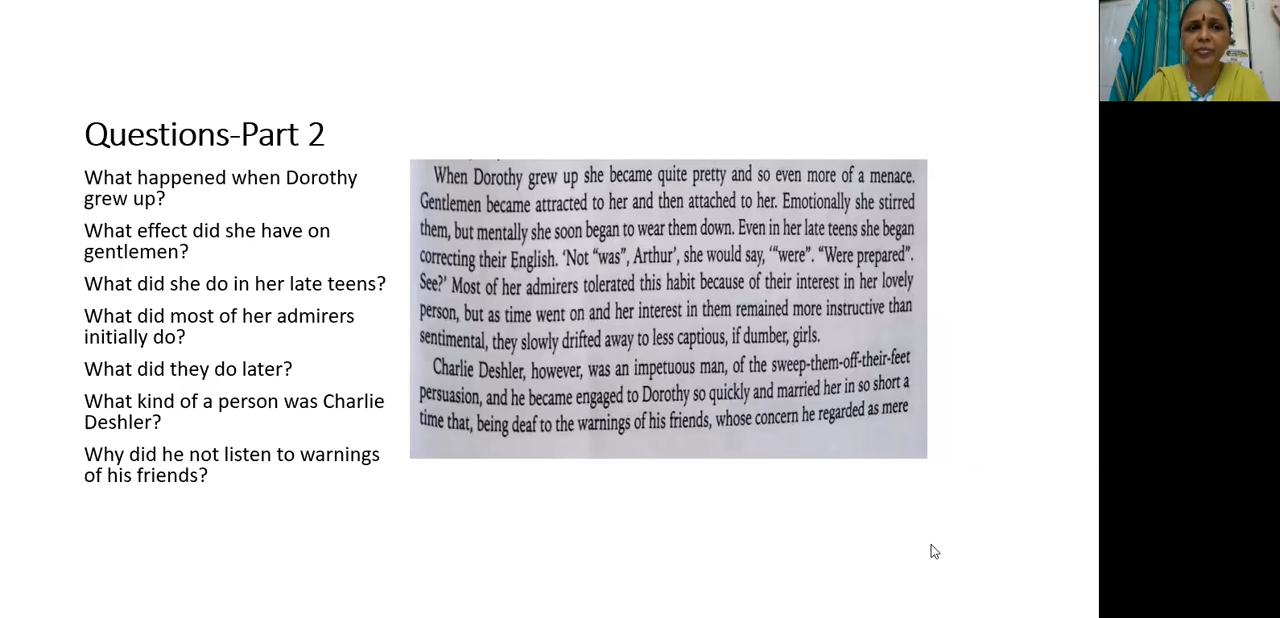 Questions-Part 2
What happened when Dorothy
grew up?
What effect did she have on
gentlemen?
What did she do in her late teens?
What did most of her admirers
initially do?
What did they do later?
What kind of a person was Charlie
Deshler?
Why did he not listen to warnings
of his friends?
When Dorothy grew up she became quite pretty and so even more of a menace.
Gentlemen became attracted to her and then attached to her. Emotionally she stirred
them, but mentally she soon began to wear them down. Even in her late teens she began
correcting their English. ‘Not “was”, Arthur’, she would say, ‘“were”. “Were prepared”.
See?’ Most of her admirers tolerated this habit because of their interest in her lovely
person, but as time went on and her interest in them remained more instructive than
sentimental, they slowly drifted away to less captious, if dumber, girls.
Charlie Deshler, however, was an impetuous man, of the sweep-them-off-their-feet
persuasion, and he became engaged to Dorothy so quickly and married her in so short a
time that, being deaf to the warnings of his friends, whose concern he regarded as mere